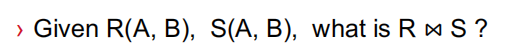 › Given R(A, B), S(A, B), what is R ⋈ S ?